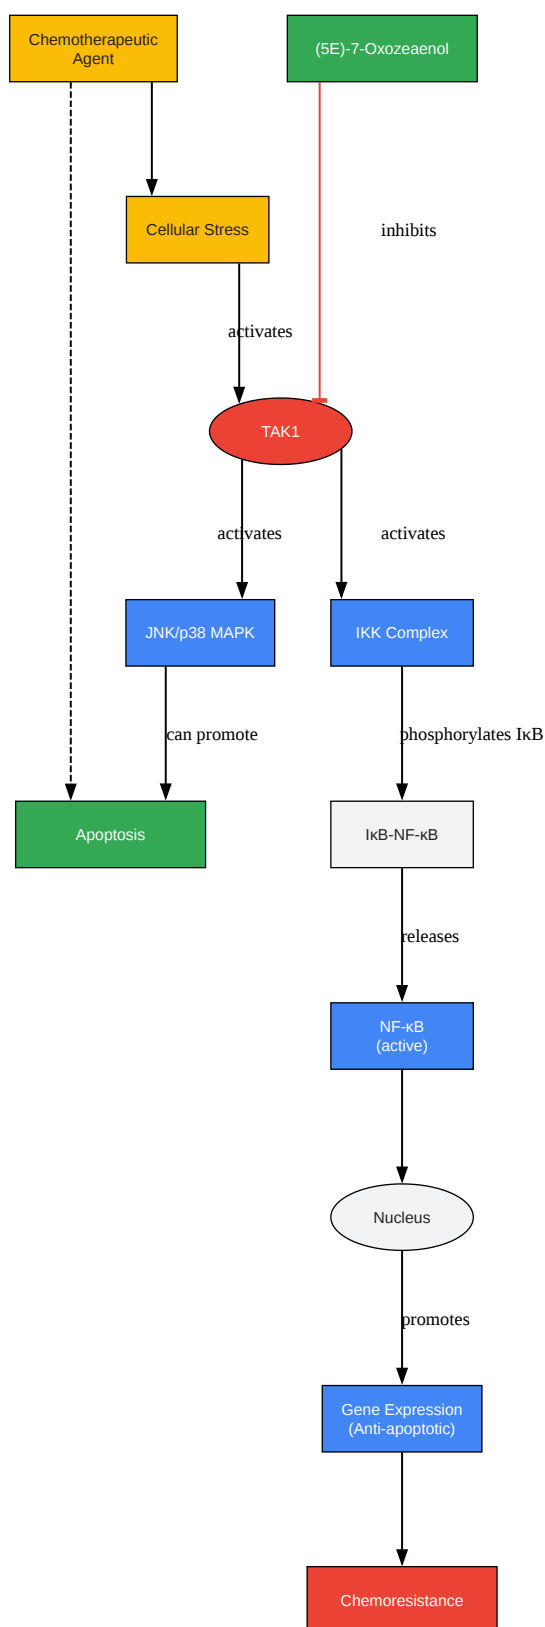 Chemotherapeutic
Agent
(5E)-7-Oxozeaenol
Cellular Stress
inhibits
activates
TAK1
activates
activates
JNK/p38 MAPK
IKK Complex
can promote
phosphorylates IκB
Apoptosis
IκB-NF-κB
releases
NF-κB
(active)
Nucleus
promotes
Gene Expression
(Anti-apoptotic)
Chemoresistance